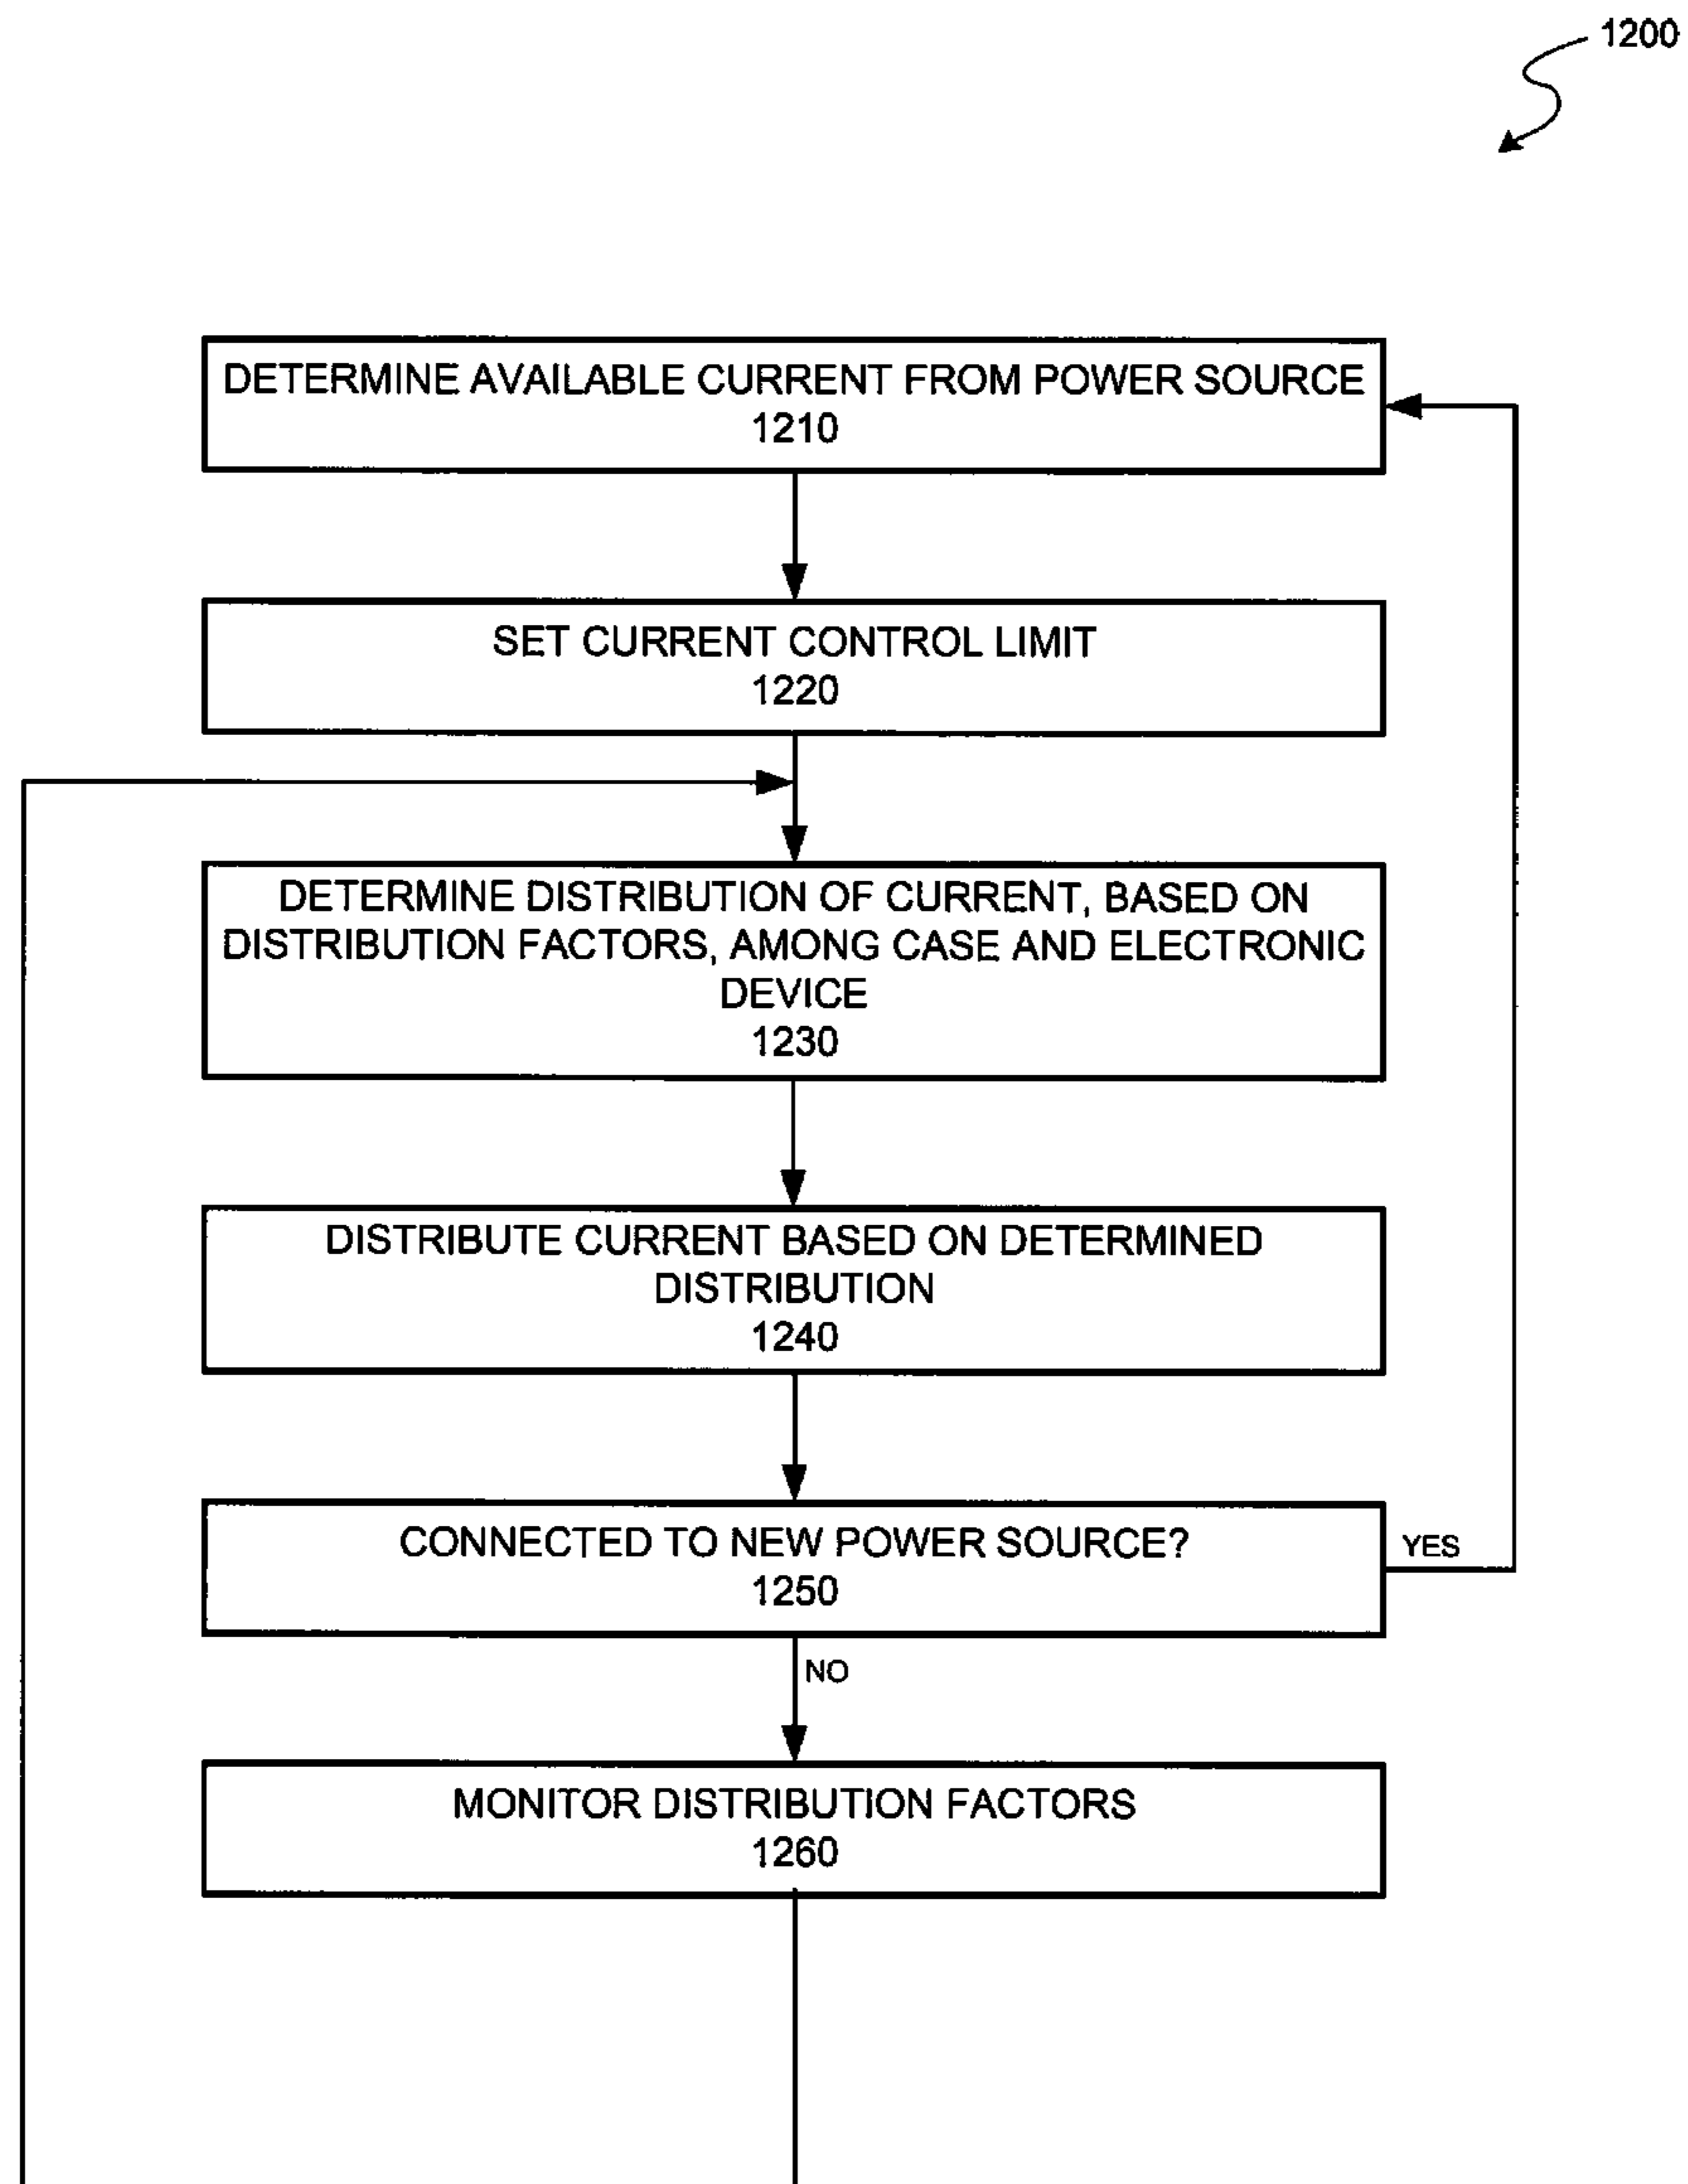 1200
DETERMINE AVAILABLE CURRENT FROM POWER SOURCE
1210
SET CURRENT CONTROL LIMIT
1220
DETERMINE DISTRIBUTION OF CURRENT, BASED ON
DISTRIBUTION FACTORS, AMONG CASE AND ELECTRONIC
DEVICE
1230
DISTRIBUTE CURRENT BASED ON DETERMINED
DISTRIBUTION
1240
CONNECTED TO NEW POWER SOURCE?
1250
YES
NO
MONITOR DISTRIBUTION FACTORS
1260